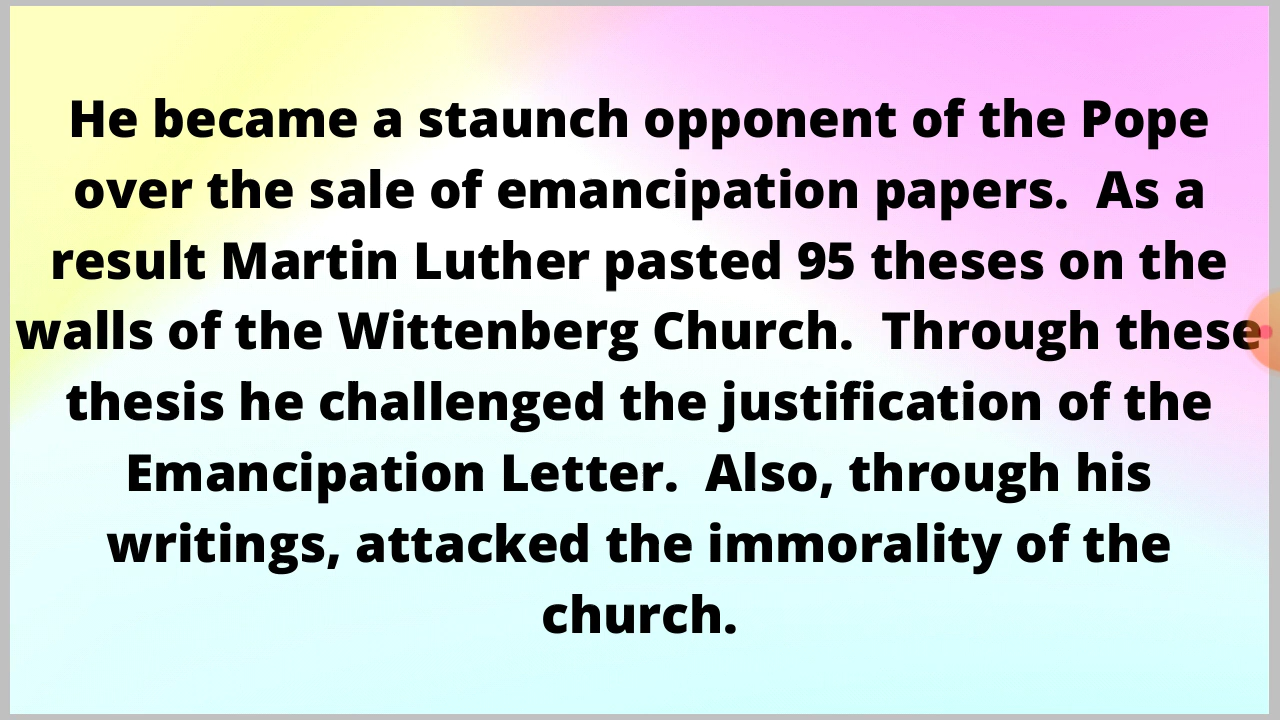 He became a staunch opponent of the Pope
over the sale of emancipation papers.  As a
result Martin Luther pasted 95 theses on the
walls of the Wittenberg Church.  Through these
thesis he challenged the justification of the
Emancipation Letter.  Also, through his
writings, attacked the immorality of the
church.